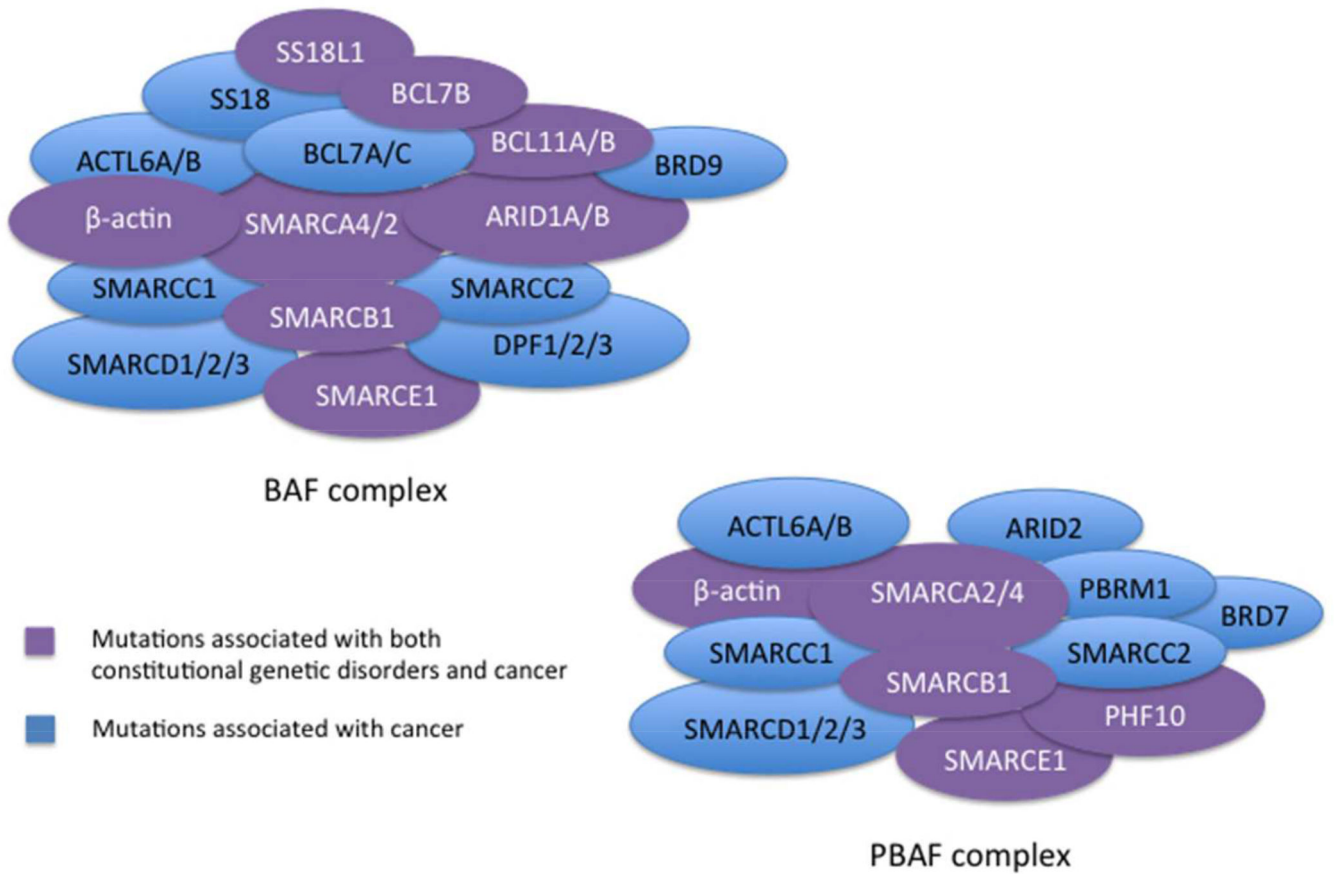 SS18L1
SS18
BCL7B
ACTL6A/B
BCL7A/C
BCL11A/B
BRD9
β-actin
SMARCA4/2
ARID1A/B
SMARCC1
SMARCC2
SMARCB1
SMARCD1/2/3
DPF1/2/3
SMARCE1
BAF complex
ACTL6A/B
ARID2
β-actin
SMARCA2/4
PBRM1
BRD7
SMARCC1
SMARCC2
SMARCB1
SMARCD1/2/3
PHF10
SMARCE1
PBAF complex
Mutations associated with both
constitutional genetic disorders and cancer
Mutations associated with cancer